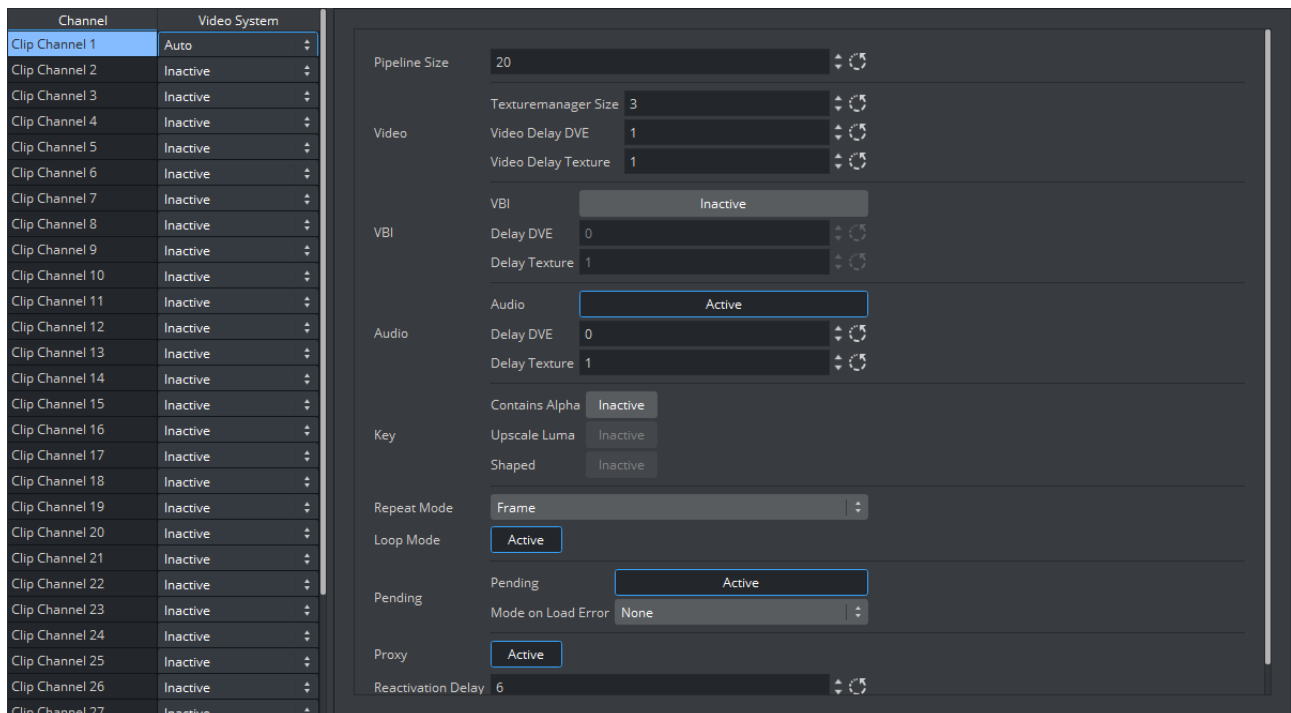 Channel Video System
Clip Channel 1 Auto
Clip Channel 2 Inactive
Clip Channel 3 Inactive
Clip Channel 4 Inactive
Clip Channel 5 Inactive
Clip Channel 6 Inactive
Clip Channel 7 Inactive
Clip Channel 8 Inactive
Clip Channel 9 Inactive
Clip Channel 10 Inactive
Clip Channel 11 Inactive
Clip Channel 12 Inactive
Clip Channel 13 Inactive
Clip Channel 14 Inactive
Clip Channel 15 Inactive
Clip Channel 16 Inactive
Clip Channel 17 Inactive
Clip Channel 18 Inactive
Clip Channel 19 Inactive
Clip Channel 20 Inactive
Clip Channel 21 Inactive
Clip Channel 22 Inactive
Clip Channel 23 Inactive
Clip Channel 24 Inactive
Clip Channel 25 Inactive
Clip Channel 26 Inactive
Clip Channel 27 Inactive
Pipeline Size 20
Texturemanager Size 3
Video Video Delay DVE 1
Video Delay Texture 1
VBI Inactive
VBI Delay DVE 0
Delay Texture 1
Audio Active
Audio Delay DVE 0
Delay Texture 1
Contains Alpha Inactive
Key Upscale Luma Inactive
Shaped Inactive
Repeat Mode Frame
Loop Mode Active
Pending Active
Pending
Mode on Load Error None
Proxy Active
Reactivation Delay 6